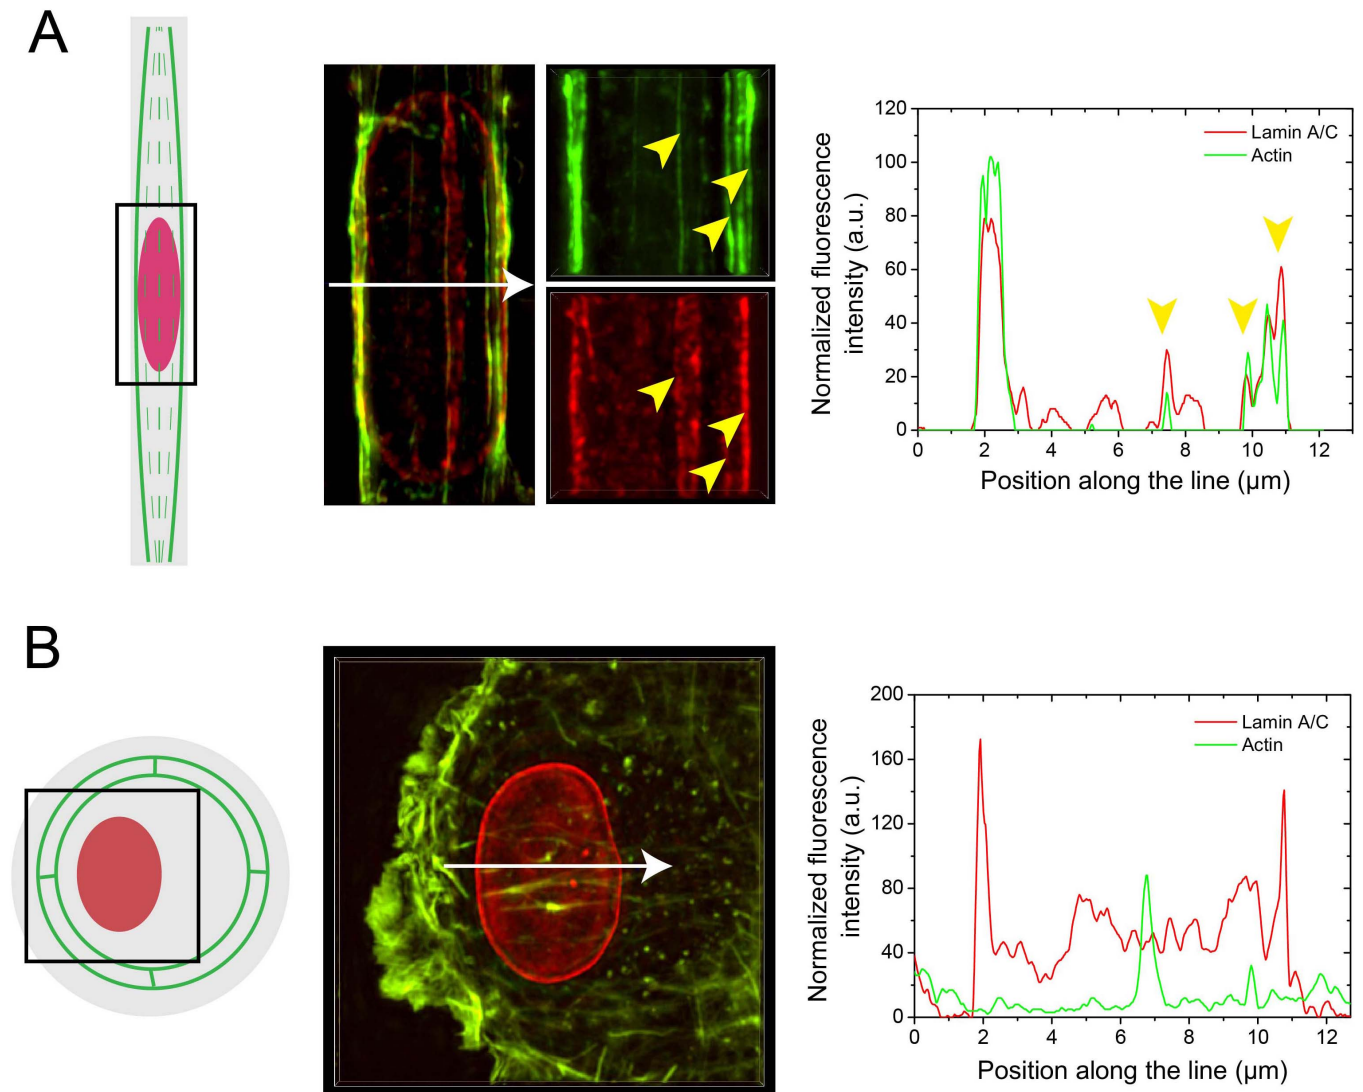 A
Normalized fluorescence
intensity (a.u.)
120
100
80
60
40
20
0
Lamin A/C
Actin
0 2 4 6 8 10 12
Position along the line (µm)
B
Normalized fluorescence
intensity (a.u.)
200
160
120
80
40
0
Lamin A/C
Actin
0 2 4 6 8 10 12
Position along the line (µm)